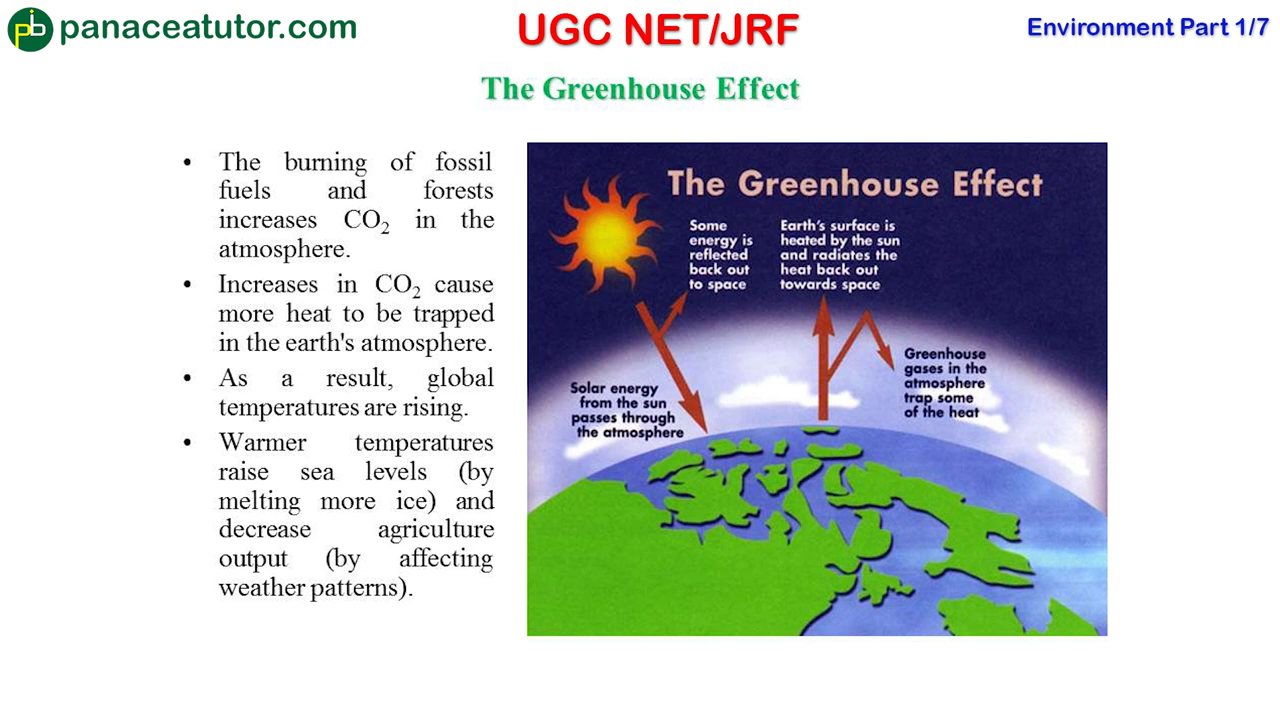 pib panaceatutor.com
UGC NET/JRF
Environment Part 1/7
The Greenhouse Effect
• The burning of fossil
fuels and forests
increases CO₂ in the
atmosphere.
• Increases in CO₂ cause
more heat to be trapped
in the earth's atmosphere.
• As a result, global
temperatures are rising.
• Warmer temperatures
raise sea levels (by
melting more ice) and
decrease agriculture
output (by affecting
weather patterns).
The Greenhouse Effect
Some
energy is
reflected
back out
to space
Earth's surface is
heated by the sun
and radiates the
heat back out
towards space
Solar energy
from the sun
passes through
the atmosphere
Greenhouse
gases in the
atmosphere
trap some
of the heat